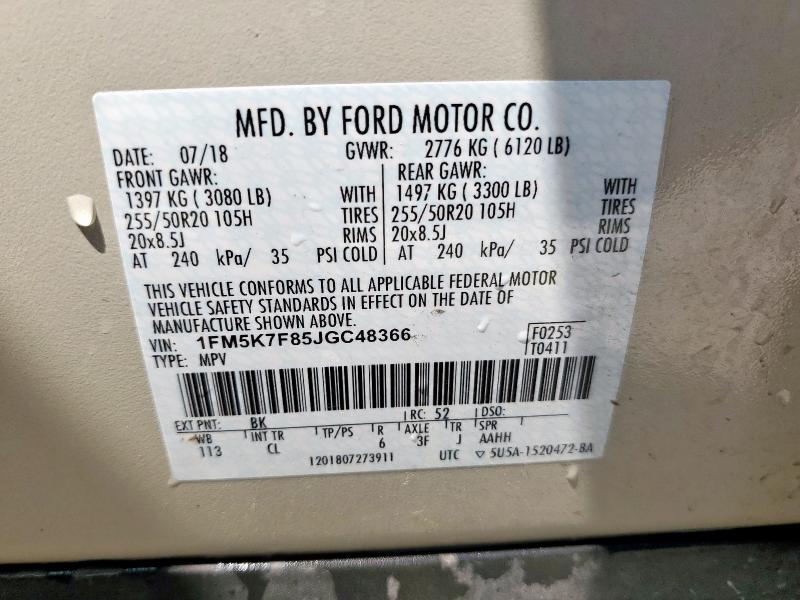 MFD. BY FORD MOTOR CO.
DATE: 07/18 GVWR: 2776 KG ( 6120 LB)
FRONT GAWR: REAR GAWR:
1397 KG ( 3080 LB) WITH 1497 KG ( 3300 LB) WITH
255/50R20 105H TIRES 255/50R20 105H TIRES
20x8.5J RIMS 20x8.5J RIMS
AT 240 kPa/ 35 PSI COLD AT 240 kPa/ 35 PSI COLD
THIS VEHICLE CONFORMS TO ALL APPLICABLE FEDERAL MOTOR
VEHICLE SAFETY STANDARDS IN EFFECT ON THE DATE OF
MANUFACTURE SHOWN ABOVE.
VIN: 1FM5K7F85JGC48366 F0253
TYPE: MPV T0411
EXT PNT: BK RC: 52 DSO:
WB INT TR TP/PS R AXLE TR SPR
113 CL 6 3F J AAHH
1201807273911 UTC ▽ 5U5A-1520472-BA